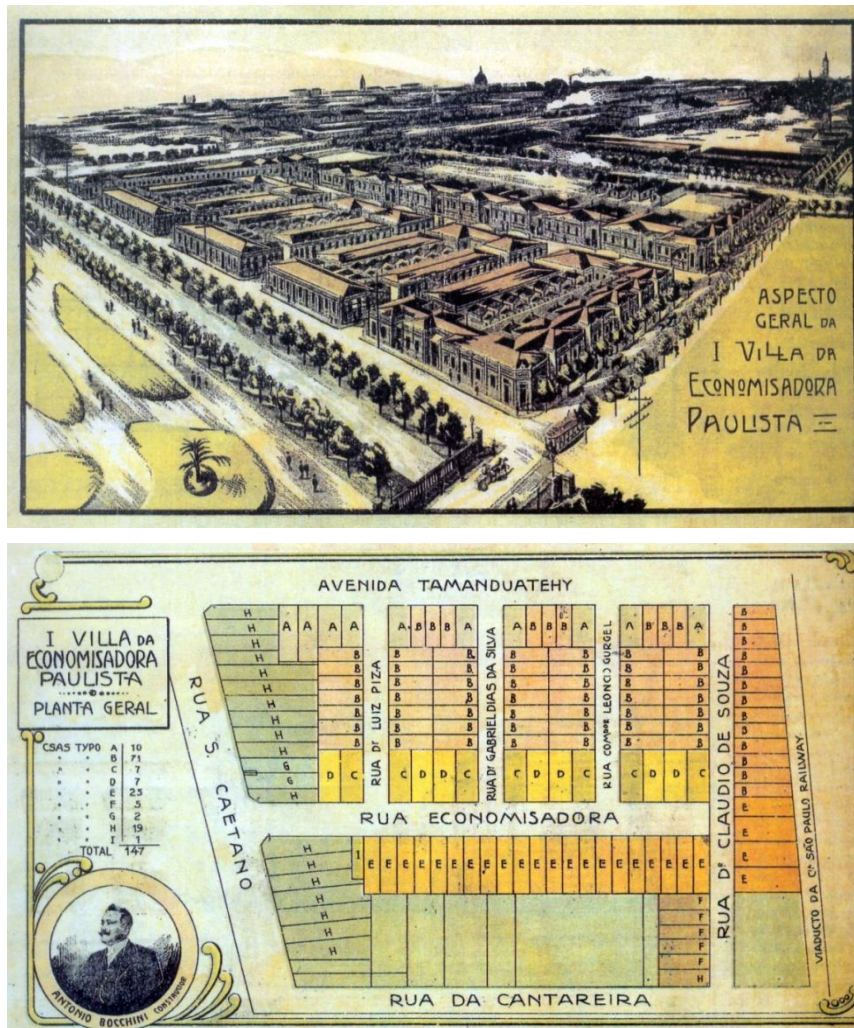 ASPECTO
GERAL DA
I VILLA DA
ECONOMISADORA
PAULISTA
AVENIDA TAMANDUATEHY
I VILLA DA
ECONOMISADORA
PAULISTA
PLANTA GERAL
CSAS TYPO A 10
" " B 71
" " C 7
" " D 7
" " E 25
" " F 5
" " G 2
" " H 19
" " I 1
TOTAL 147
ANTONIO BOCCHINI CONSTRUCTOR
RUA S. CAETANO
RUA Dr LUIZ PIZA
RUA Dr GABRIEL DIAS DA SILVA
RUA COMDOR LEONCIO GURGEL
RUA Dr CLAUDIO DE SOUZA
VIADUCTO DA Cia SÃO PAULO RAILWAY
RUA ECONOMISADORA
RUA DA CANTAREIRA
A A A A
A B B B A
A B B B A
A B B B A
H
H
H
H
H
H
H
H
H
G
G
H
B
B
B
B
B
B
B
D C
C D D C
C D D C
C D D C
I E E E E E E E E E E E E E E E E E E E E E
H
H
H
H
H
H
H
F
F
F
F
F
H
B
B
B
B
B
B
B
B
B
B
B
B
B
E
E
E
E